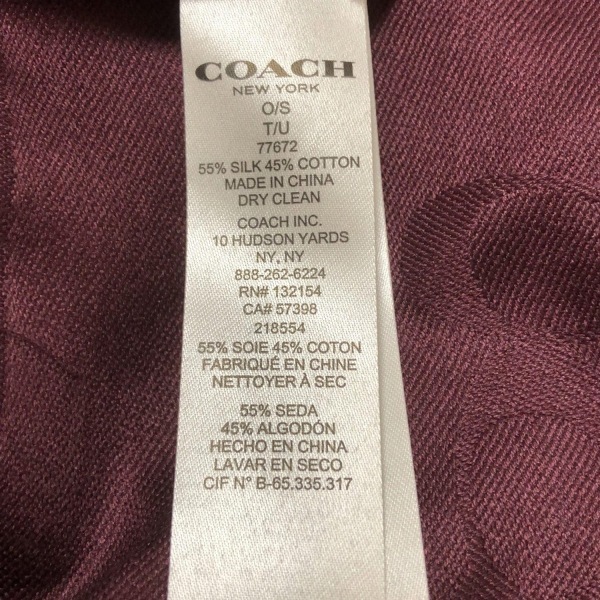 COACH
NEW YORK
O/S
T/U
77672
55% SILK 45% COTTON
MADE IN CHINA
DRY CLEAN
COACH INC.
10 HUDSON YARDS
NY, NY
888-262-6224
RN# 132154
CA# 57398
218554
55% SOIE 45% COTON
FABRIQUÉ EN CHINE
NETTOYER À SEC
55% SEDA
45% ALGODÓN
HECHO EN CHINA
LAVAR EN SECO
CIF N° B-65.335.317